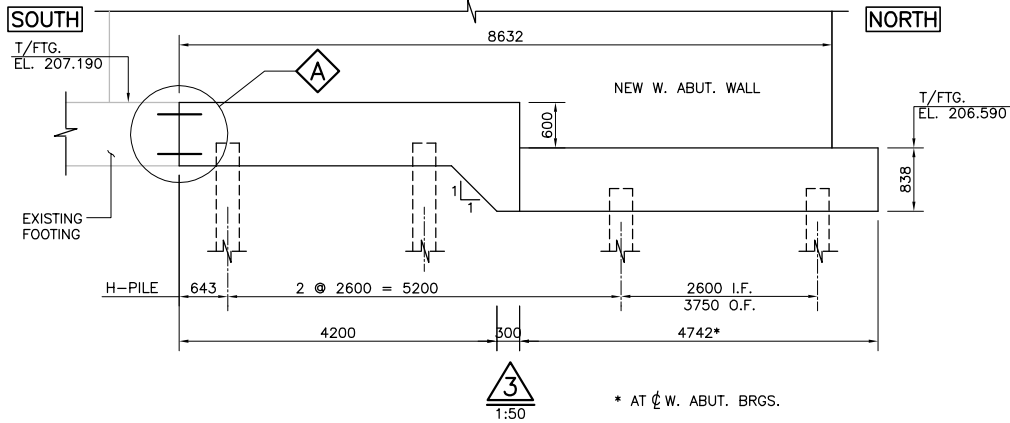 SOUTH
NORTH
8632
T/FTG.
EL. 207.190
A
NEW W. ABUT. WALL
T/FTG.
EL. 206.590
600
838
1
1
EXISTING
FOOTING
H-PILE
643
2 @ 2600 = 5200
2600 I.F.
3750 O.F.
4200
300
4742*
3
1:50
* AT ℄ W. ABUT. BRGS.